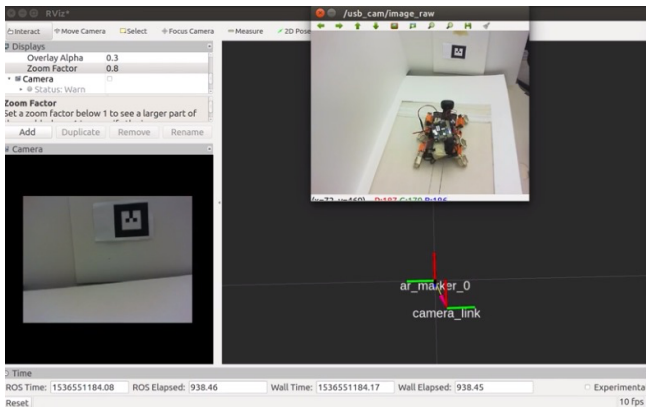 RViz*
/usb_cam/image_raw
Interact Move Camera Select Focus Camera Measure 2D Pose
Displays
Overlay Alpha 0.3
Zoom Factor 0.8
Camera
Status: Warn
Zoom Factor
Set a zoom factor below 1 to see a larger part of
Add Duplicate Remove Rename
Camera
ar_marker_0
camera_link
Time
ROS Time: 1536551184.08 ROS Elapsed: 938.46 Wall Time: 1536551184.17 Wall Elapsed: 938.45 Experimenta
Reset 10 fps